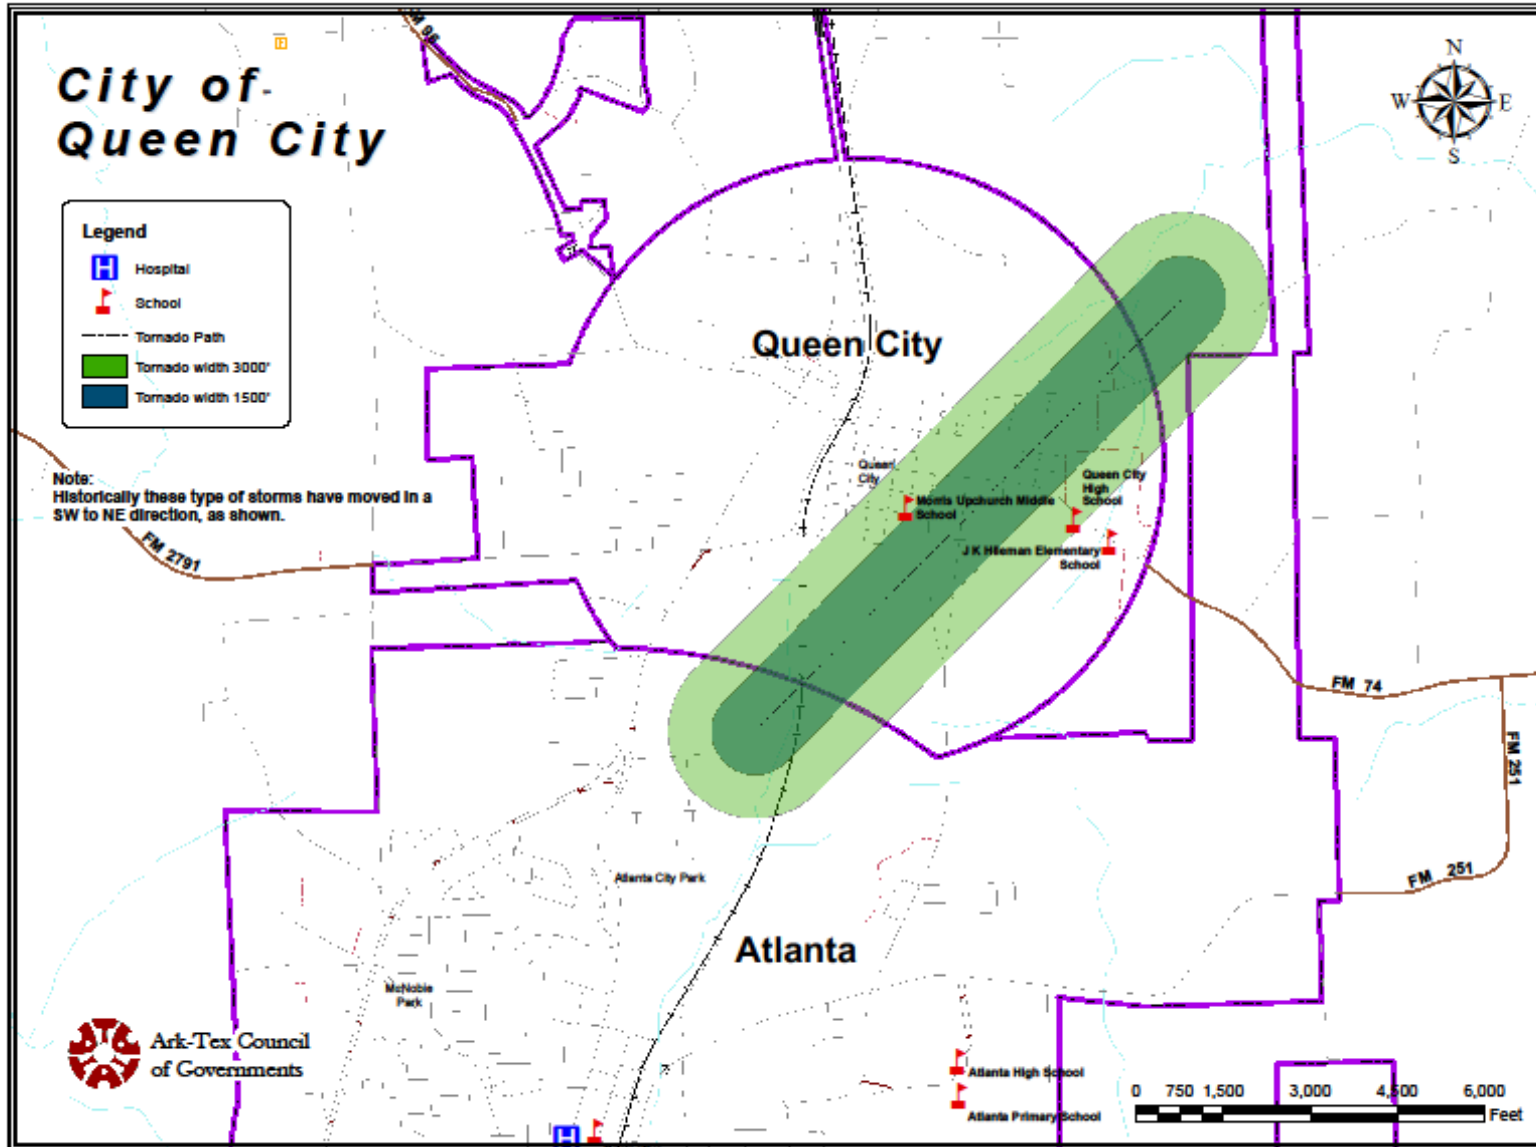 City of
Queen City
N
W
E
S
Legend
Hospital
School
Tornado Path
Tornado width 3000'
Tornado width 1500'
Note:
Historically these type of storms have moved in a
SW to NE direction, as shown.
Queen City
Queen
City
Morris Upchurch Middle
School
Queen City
High
School
J K Hileman Elementary
School
FM 2791
FM 74
FM 251
FM 251
Atlanta City Park
Atlanta
McNoble
Park
Ark-Tex Council
of Governments
Atlanta High School
Atlanta Primary School
0 750 1,500 3,000 4,500 6,000
Feet